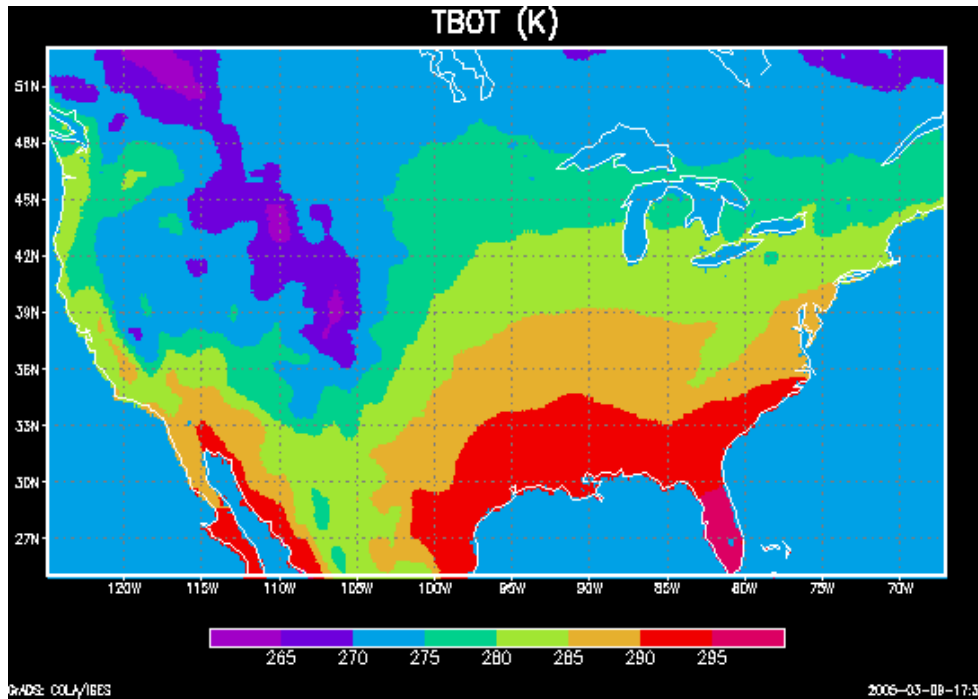 TBOT (K)
51N
48N
45N
42N
39N
36N
33N
30N
27N
120W 115W 110W 105W 100W 95W 90W 85W 80W 75W 70W
265 270 275 280 285 290 295
GrADS: COLA/IGES